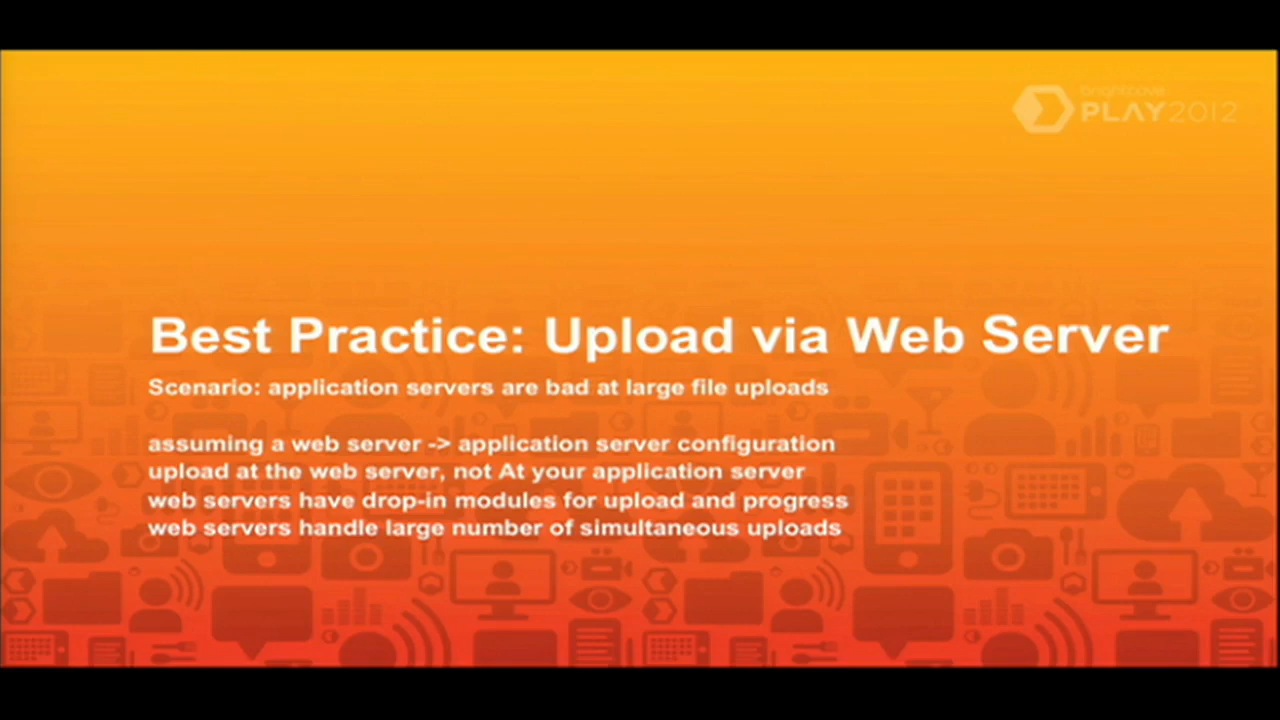 brightcove
PLAY2012
Best Practice: Upload via Web Server
Scenario: application servers are bad at large file uploads
assuming a web server -> application server configuration
upload at the web server, not At your application server
web servers have drop-in modules for upload and progress
web servers handle large number of simultaneous uploads